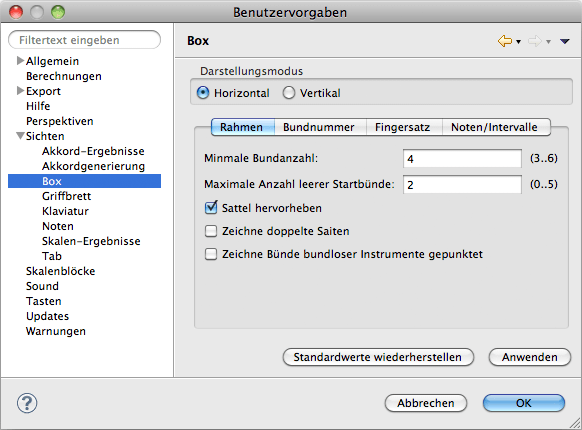 Benutzervorgaben
Filtertext eingeben
Allgemein
Berechnungen
Export
Hilfe
Perspektiven
Sichten
Akkord-Ergebnisse
Akkordgenerierung
Box
Griffbrett
Klaviatur
Noten
Skalen-Ergebnisse
Tab
Skalenblöcke
Sound
Tasten
Updates
Warnungen
Box
Darstellungsmodus
Horizontal Vertikal
Rahmen Bundnummer Fingersatz Noten/Intervalle
Minmale Bundanzahl: 4 (3..6)
Maximale Anzahl leerer Startbünde: 2 (0..5)
Sattel hervorheben
Zeichne doppelte Saiten
Zeichne Bünde bundloser Instrumente gepunktet
Standardwerte wiederherstellen Anwenden
? Abbrechen OK